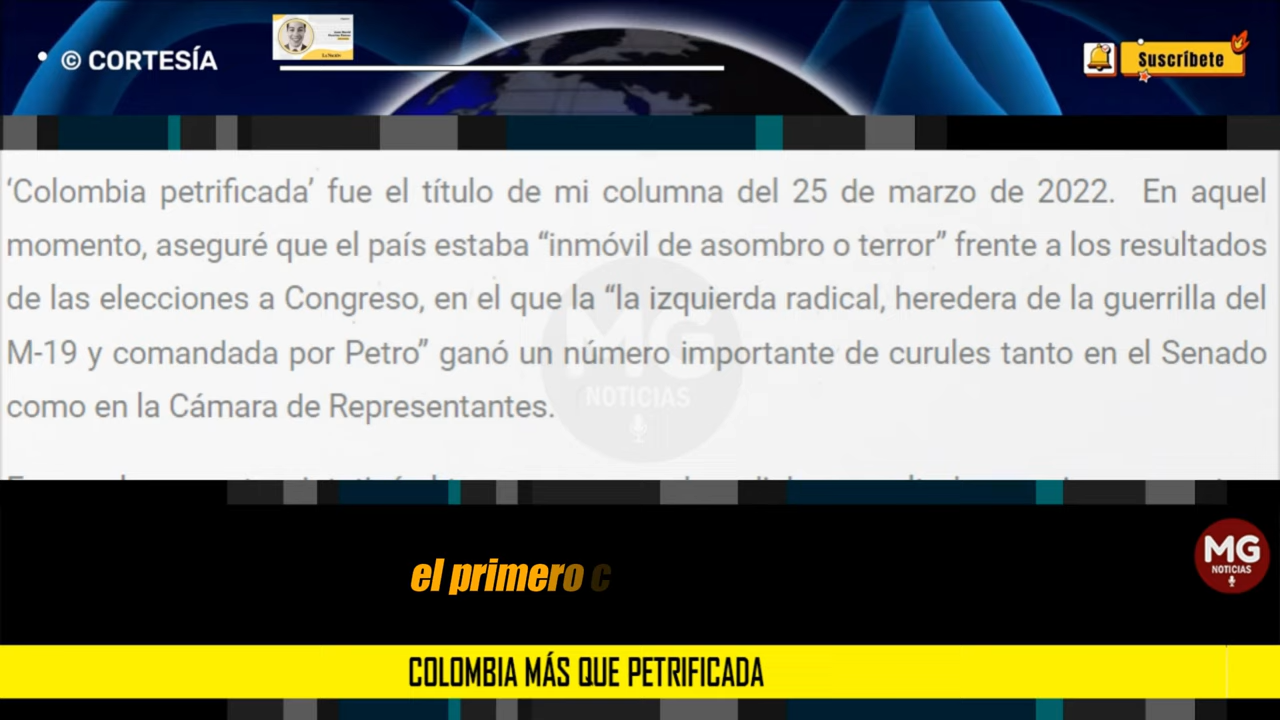 © CORTESÍA
Suscríbete
‘Colombia petrificada’ fue el título de mi columna del 25 de marzo de 2022. En aquel
momento, aseguré que el país estaba “inmóvil de asombro o terror” frente a los resultados
de las elecciones a Congreso, en el que la “la izquierda radical, heredera de la guerrilla del
M-19 y comandada por Petro” ganó un número importante de curules tanto en el Senado
como en la Cámara de Representantes.
MG
NOTICIAS
el primero c
MG
NOTICIAS
COLOMBIA MÁS QUE PETRIFICADA